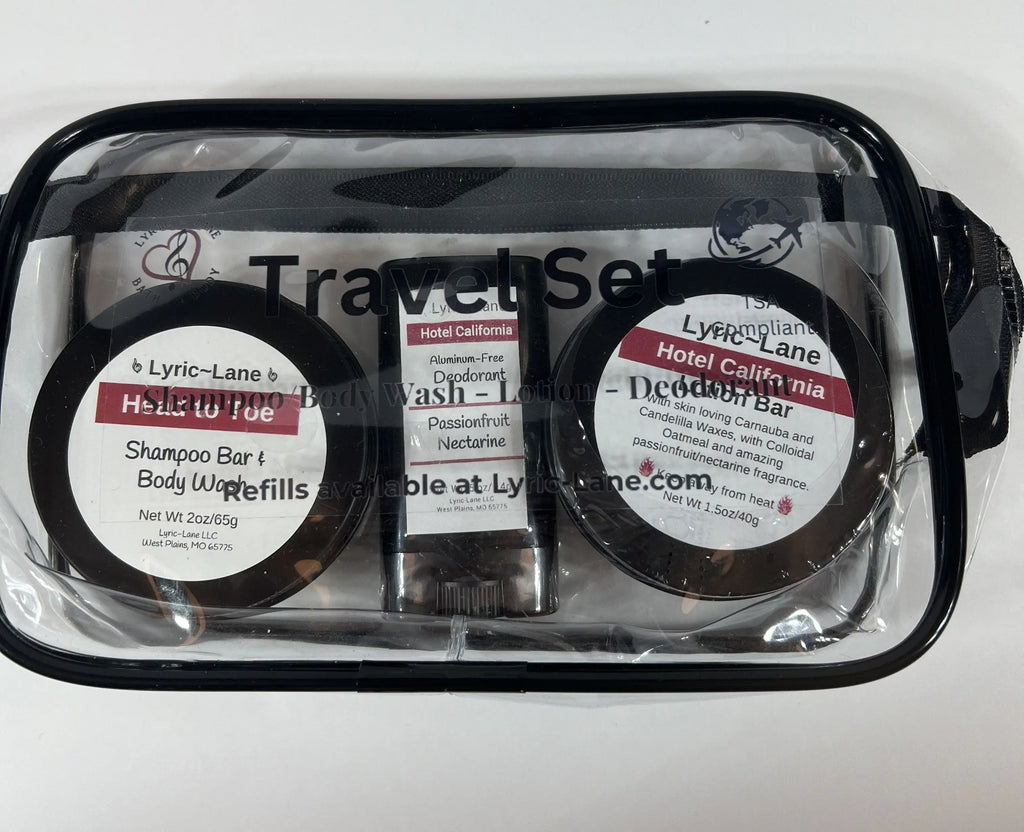 Travel Set
TSA
Compliant
Shampoo/Body Wash - Lotion - Deodorant
Refills available at Lyric-Lane.com
Lyric~Lane
Head to Toe
Shampoo Bar &
Body Wash
Net Wt 2oz/65g
Lyric~Lane LLC
West Plains, MO 65775
Lyric~Lane
Hotel California
Aluminum-Free
Deodorant
Passionfruit
Nectarine
Lyric-Lane LLC
West Plains, MO 65775
Lyric~Lane
Hotel California
Lotion Bar
With skin loving Carnauba and
Candelilla Waxes, with Colloidal
Oatmeal and amazing
passionfruit/nectarine fragrance.
Keep away from heat
Net Wt 1.5oz/40g